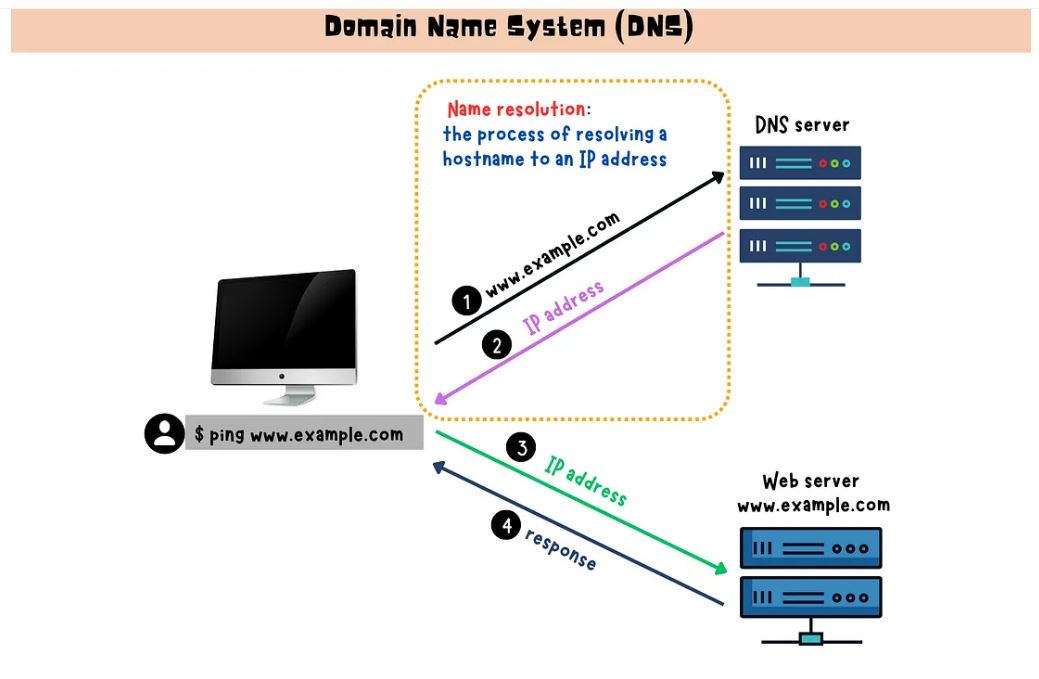 Domain Name System (DNS)
Name resolution:
the process of resolving a
hostname to an IP address
DNS server
1 www.example.com
2 IP address
$ ping www.example.com
3 IP address
4 response
Web server
www.example.com